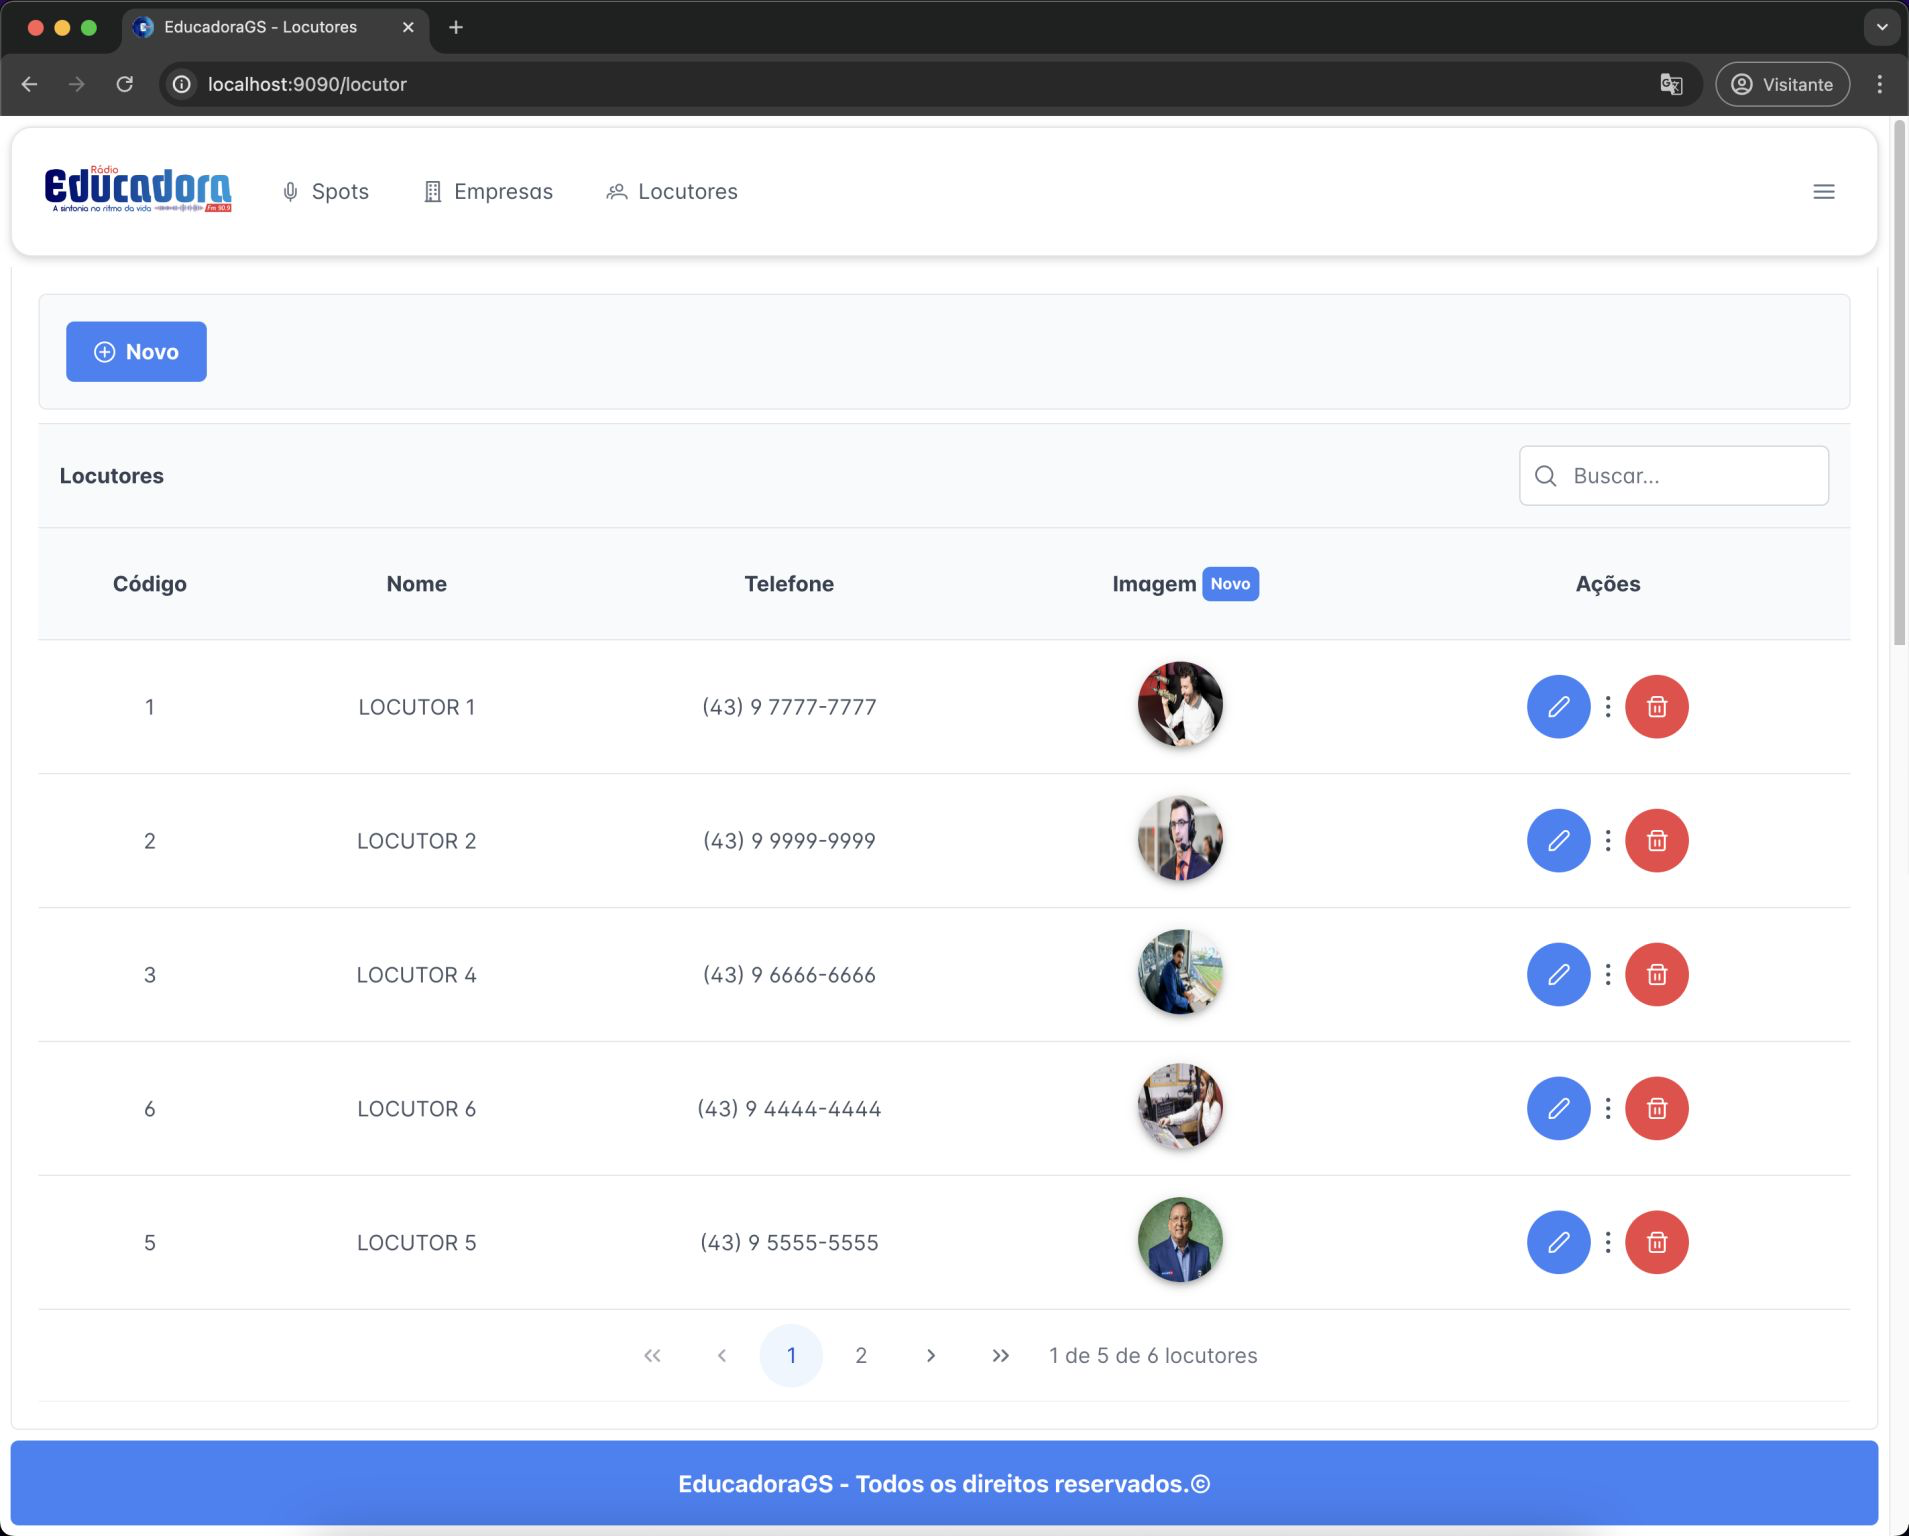 EducadoraGS - Locutores
localhost:9090/locutor
Visitante
Rádio
Educadora
A sintonia no ritmo da vida
Fm 90.9
Spots
Empresas
Locutores
Novo
Locutores
Buscar...
Código Nome Telefone Imagem Novo Ações
1 LOCUTOR 1 (43) 9 7777-7777
2 LOCUTOR 2 (43) 9 9999-9999
3 LOCUTOR 4 (43) 9 6666-6666
6 LOCUTOR 6 (43) 9 4444-4444
5 LOCUTOR 5 (43) 9 5555-5555
1 2 1 de 5 de 6 locutores
EducadoraGS - Todos os direitos reservados.©